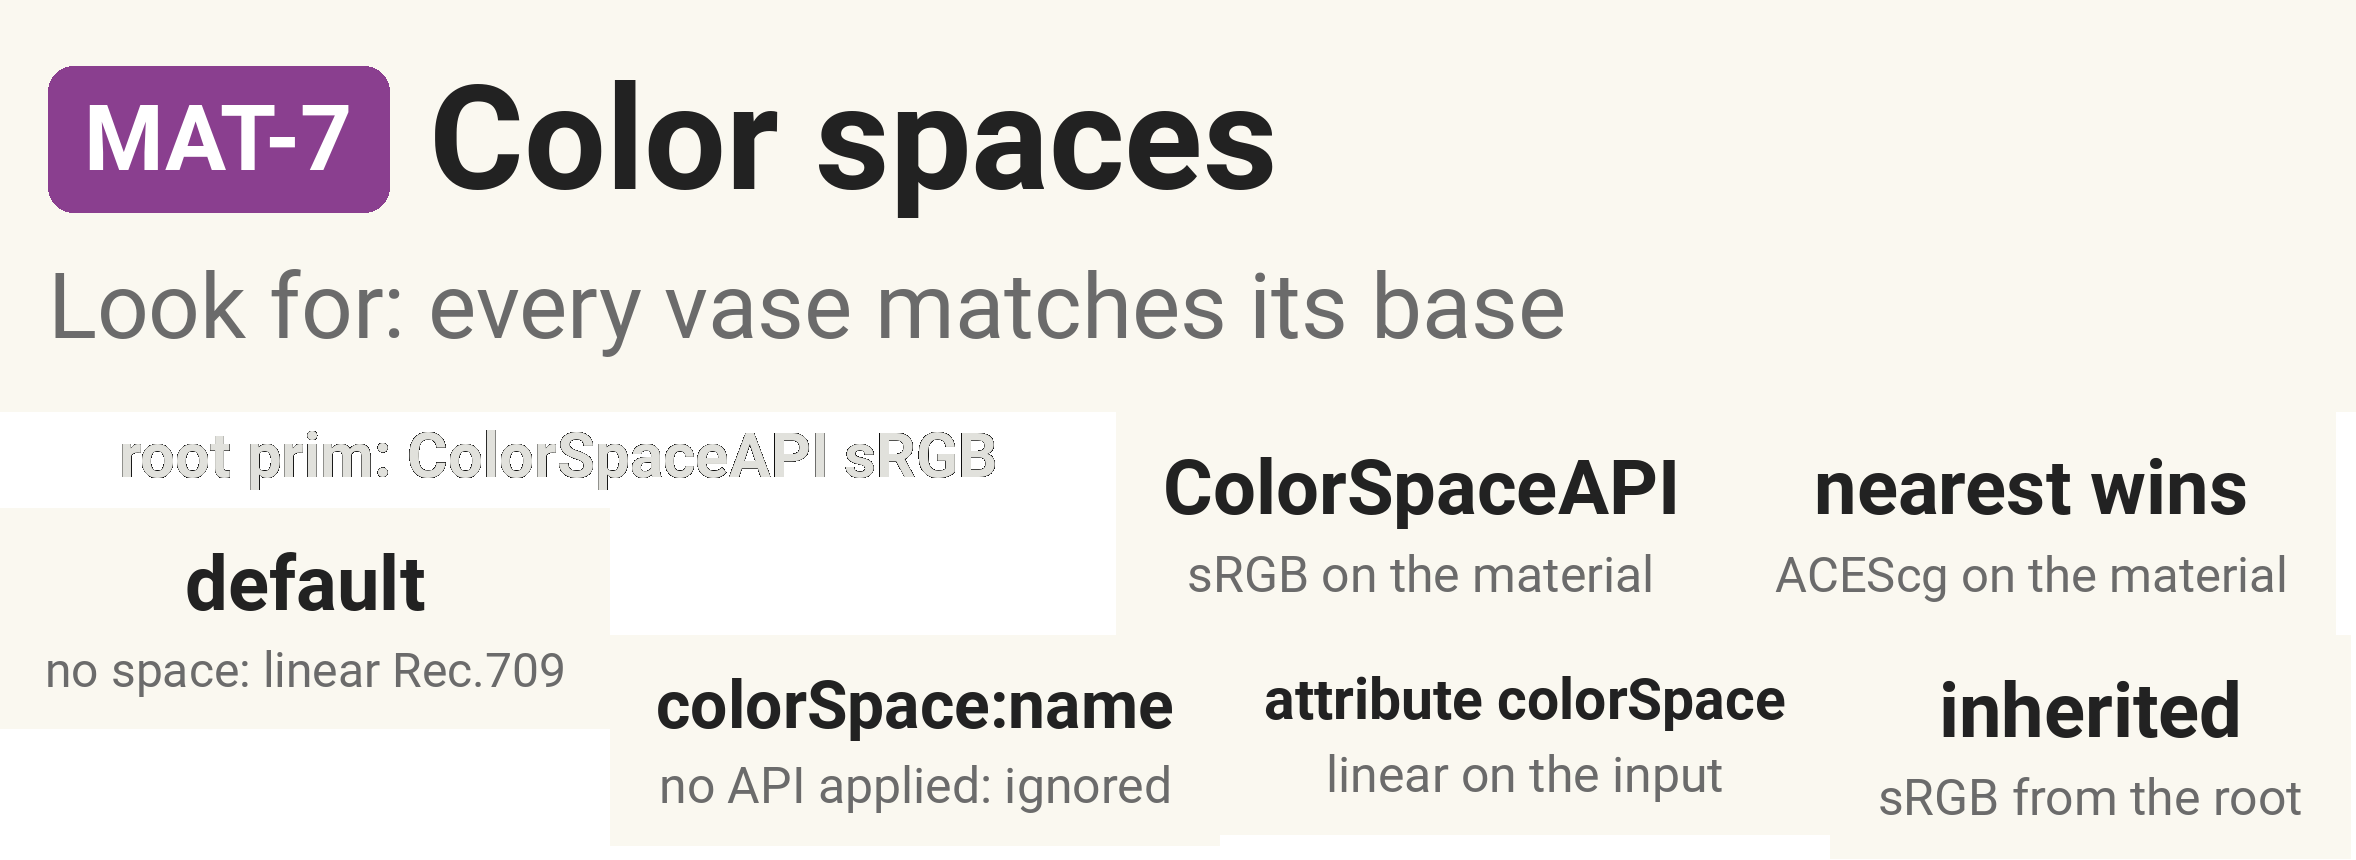 MAT-7 Color spaces
Look for: every vase matches its base
root prim: ColorSpaceAPI sRGB
ColorSpaceAPI
sRGB on the material
nearest wins
ACEScg on the material
default
no space: linear Rec.709
colorSpace:name
no API applied: ignored
attribute colorSpace
linear on the input
inherited
sRGB from the root